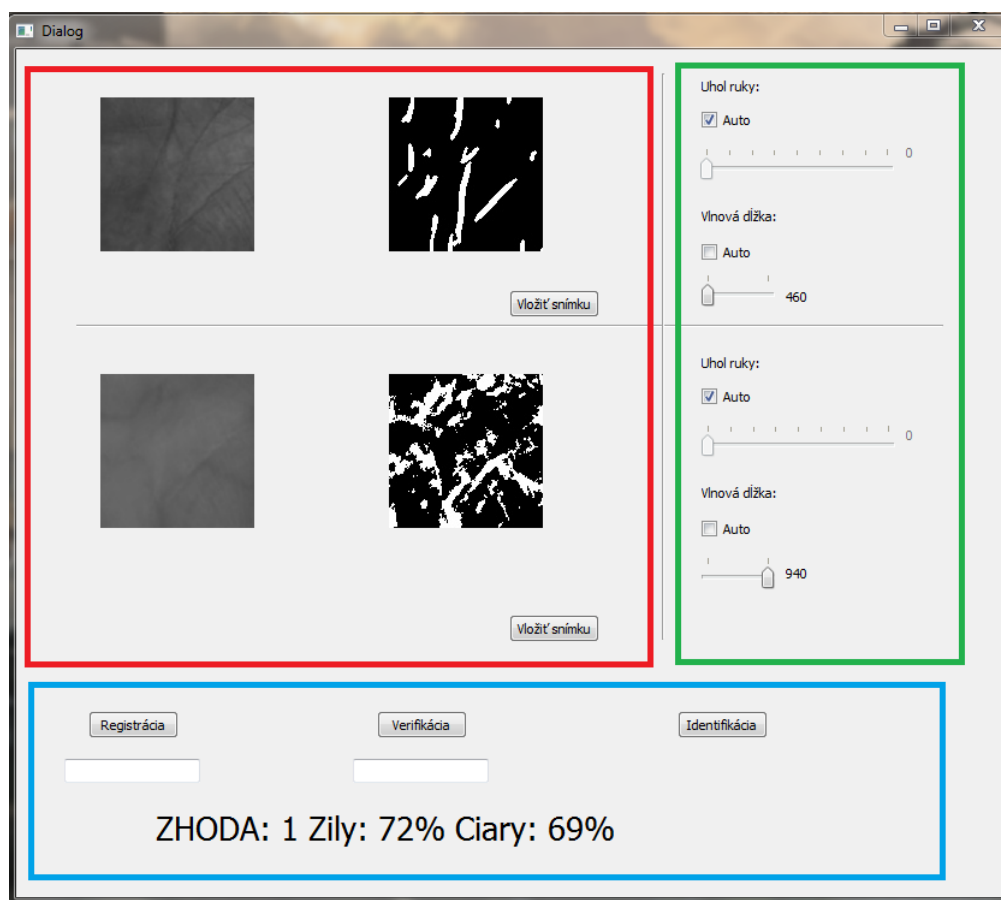 Dialog
Uhol ruky:
Auto
0
Vlnová dĺžka:
Auto
460
Vložiť snímku
Uhol ruky:
Auto
0
Vlnová dĺžka:
Auto
940
Vložiť snímku
Registrácia Verifikácia Identifikácia
ZHODA: 1 Zily: 72% Ciary: 69%